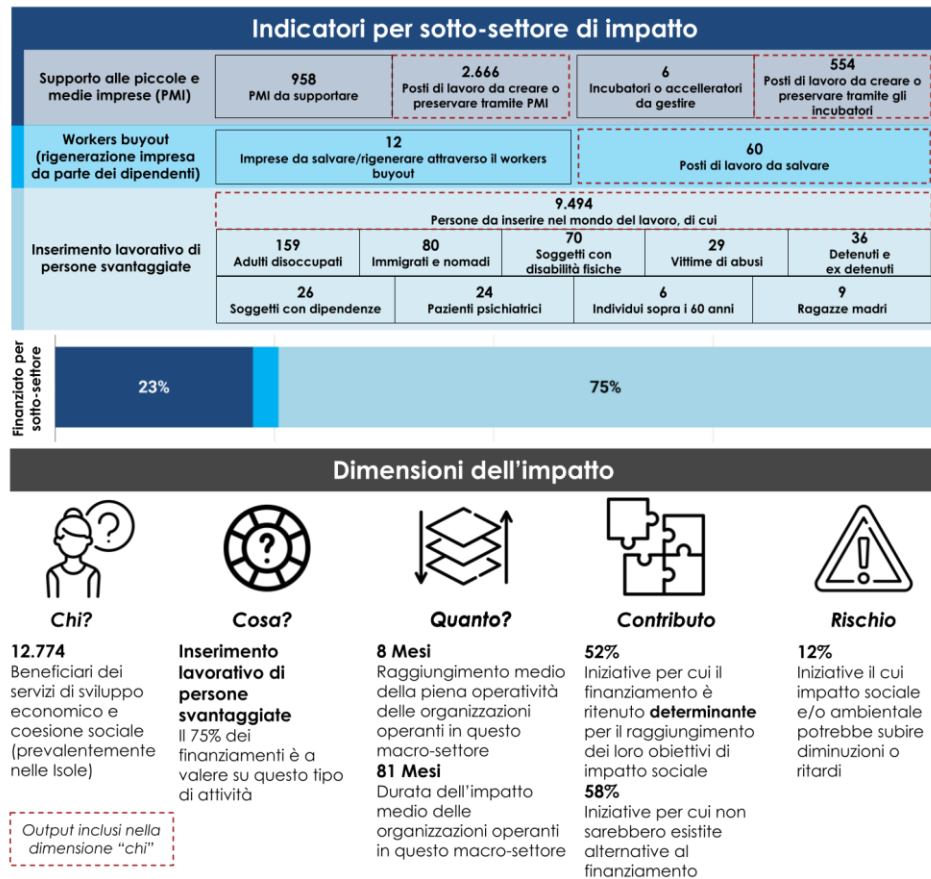 Indicatori per sotto-settore di impatto
Supporto alle piccole e
medie imprese (PMI)
958
PMI da supportare
2.666
Posti di lavoro da creare o
preservare tramite PMI
6
Incubatori o accelleratori
da gestire
554
Posti di lavoro da creare o
preservare tramite gli
incubatori
Workers buyout
(rigenerazione impresa
da parte dei dipendenti)
12
Imprese da salvare/rigenerare attraverso il workers
buyout
60
Posti di lavoro da salvare
Inserimento lavorativo di
persone svantaggiate
9.494
Persone da inserire nel mondo del lavoro, di cui
159
Adulti disoccupati
80
Immigrati e nomadi
70
Soggetti con
disabilità fisiche
29
Vittime di abusi
36
Detenuti e
ex detenuti
26
Soggetti con dipendenze
24
Pazienti psichiatrici
6
Individui sopra i 60 anni
9
Ragazze madri
Finanziato per
sotto-settore
23%
75%
Dimensioni dell'impatto
Chi?
12.774
Beneficiari dei
servizi di sviluppo
economico e
coesione sociale
(prevalentemente
nelle Isole)
Output inclusi nella
dimensione "chi"
Cosa?
Inserimento
lavorativo di
persone
svantaggiate
Il 75% dei
finanziamenti è a
valere su questo tipo
di attività
Quanto?
8 Mesi
Raggiungimento medio
della piena operatività
delle organizzazioni
operanti in questo
macro-settore
81 Mesi
Durata dell'impatto
medio delle
organizzazioni operanti
in questo macro-settore
Contributo
52%
Iniziative per cui il
finanziamento è
ritenuto determinante
per il raggiungimento
dei loro obiettivi di
impatto sociale
58%
Iniziative per cui non
sarebbero esistite
alternative al
finanziamento
Rischio
12%
Iniziative il cui
impatto sociale
e/o ambientale
potrebbe subire
diminuzioni o
ritardi